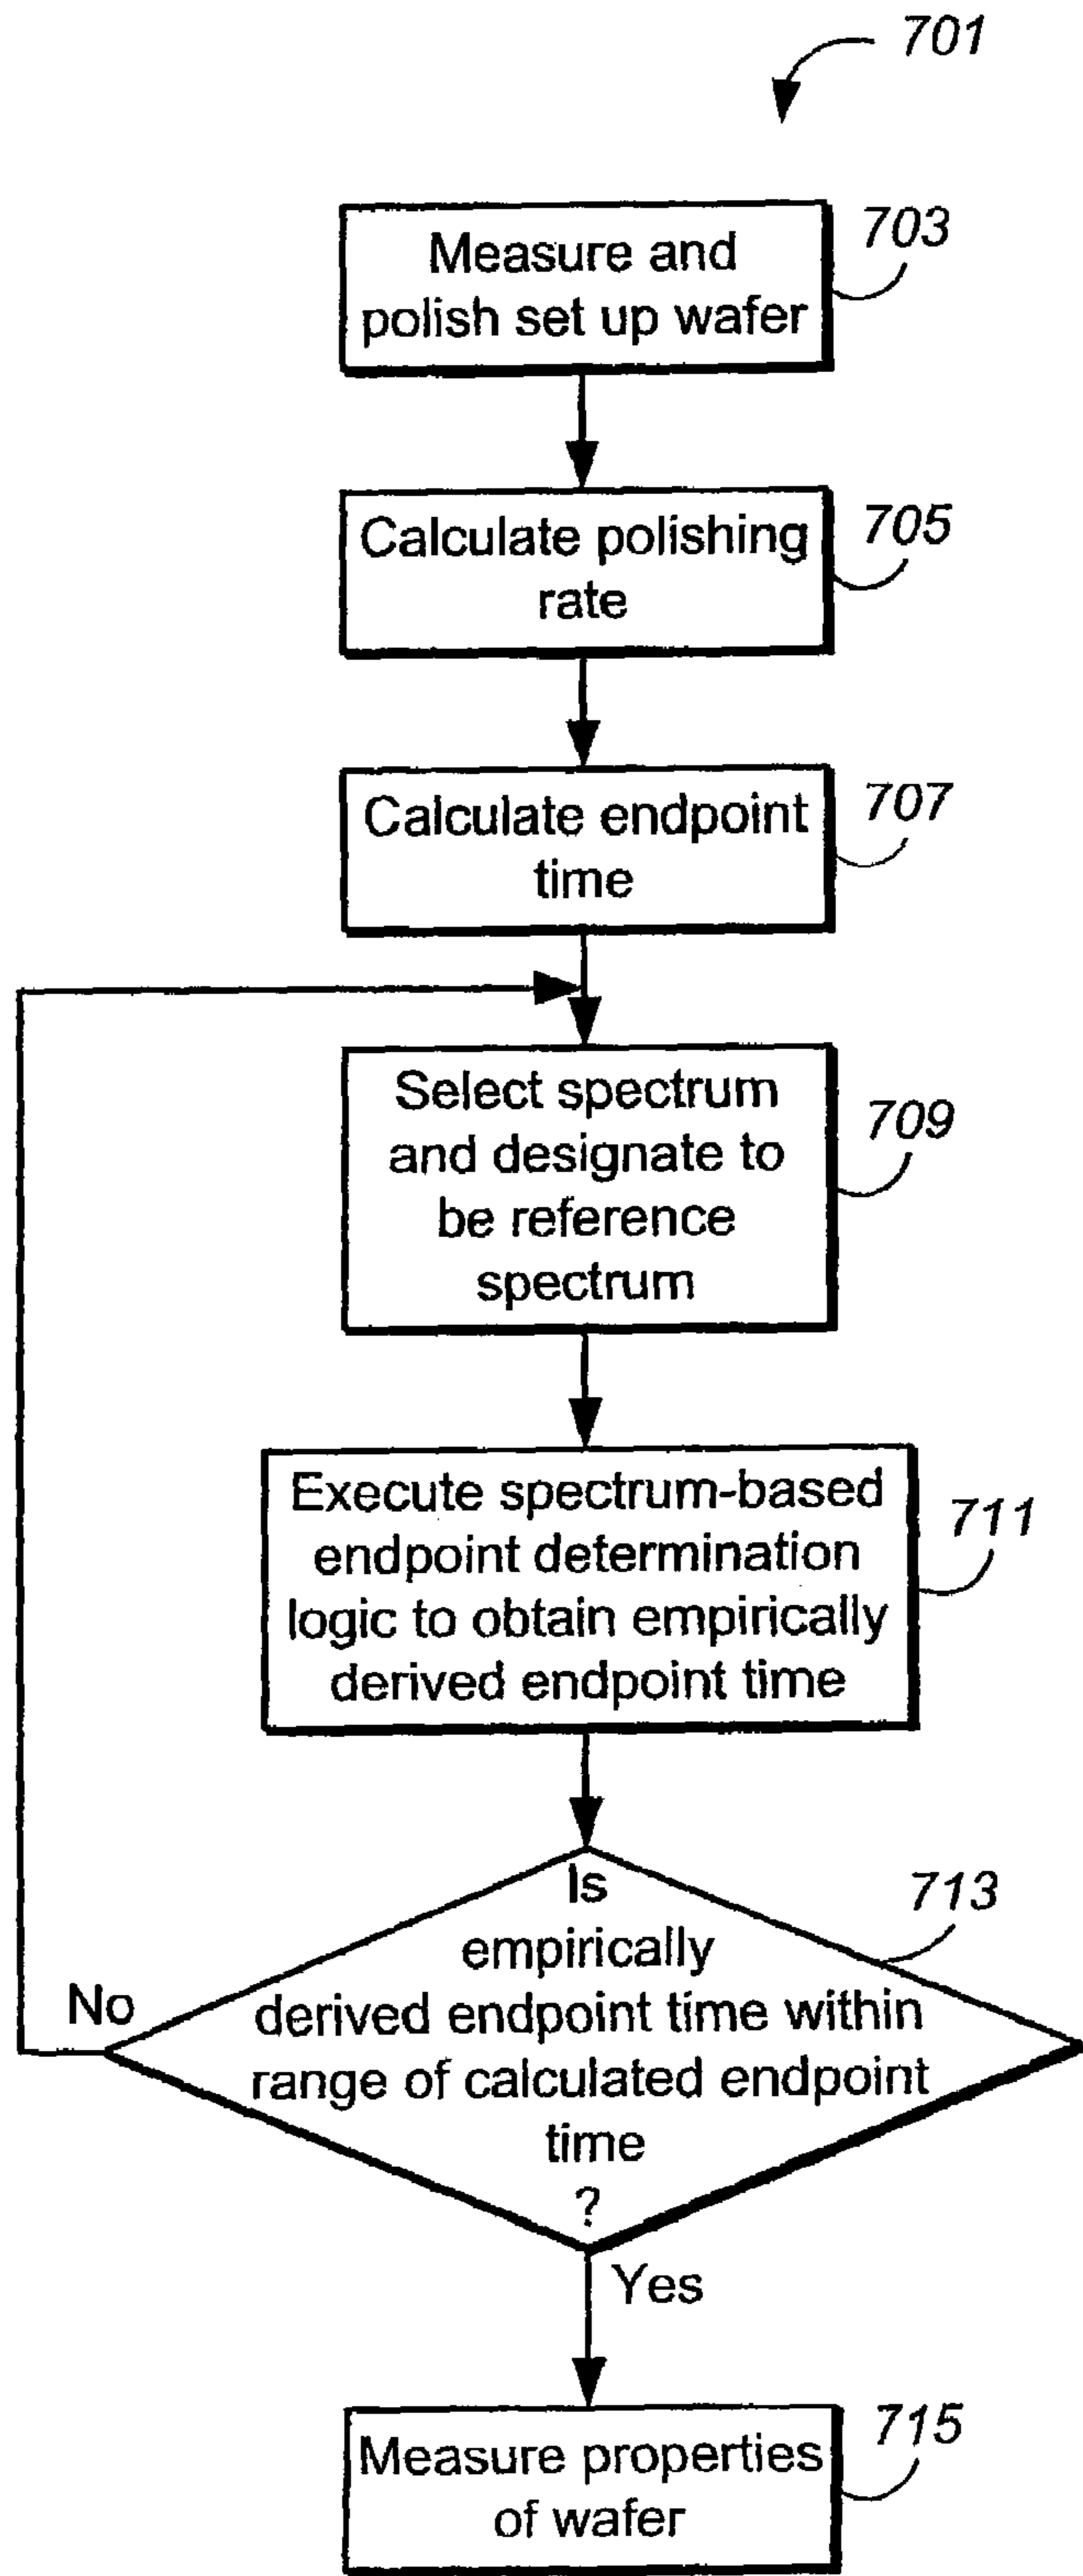 701
703
Measure and
polish set up wafer
705
Calculate polishing
rate
707
Calculate endpoint
time
709
Select spectrum
and designate to
be reference
spectrum
711
Execute spectrum-based
endpoint determination
logic to obtain empirically
derived endpoint time
713
Is
empirically
derived endpoint time within
range of calculated endpoint
time
?
No
Yes
715
Measure properties
of wafer